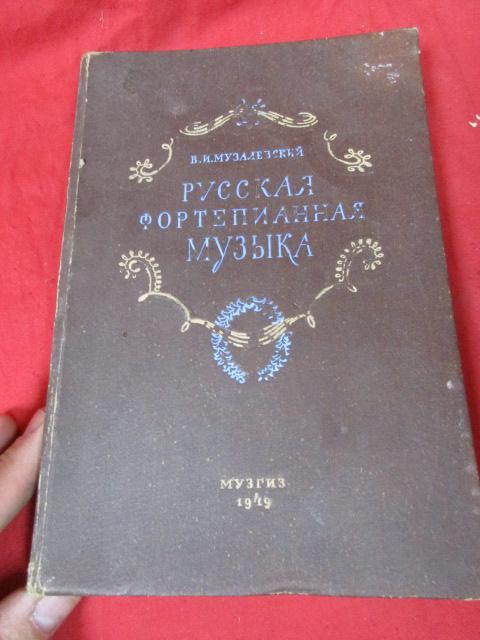 В.И.МУЗАЛЕВСКИЙ
РУССКАЯ
ФОРТЕПИАННАЯ
МУЗЫКА
МУЗГИЗ
1949